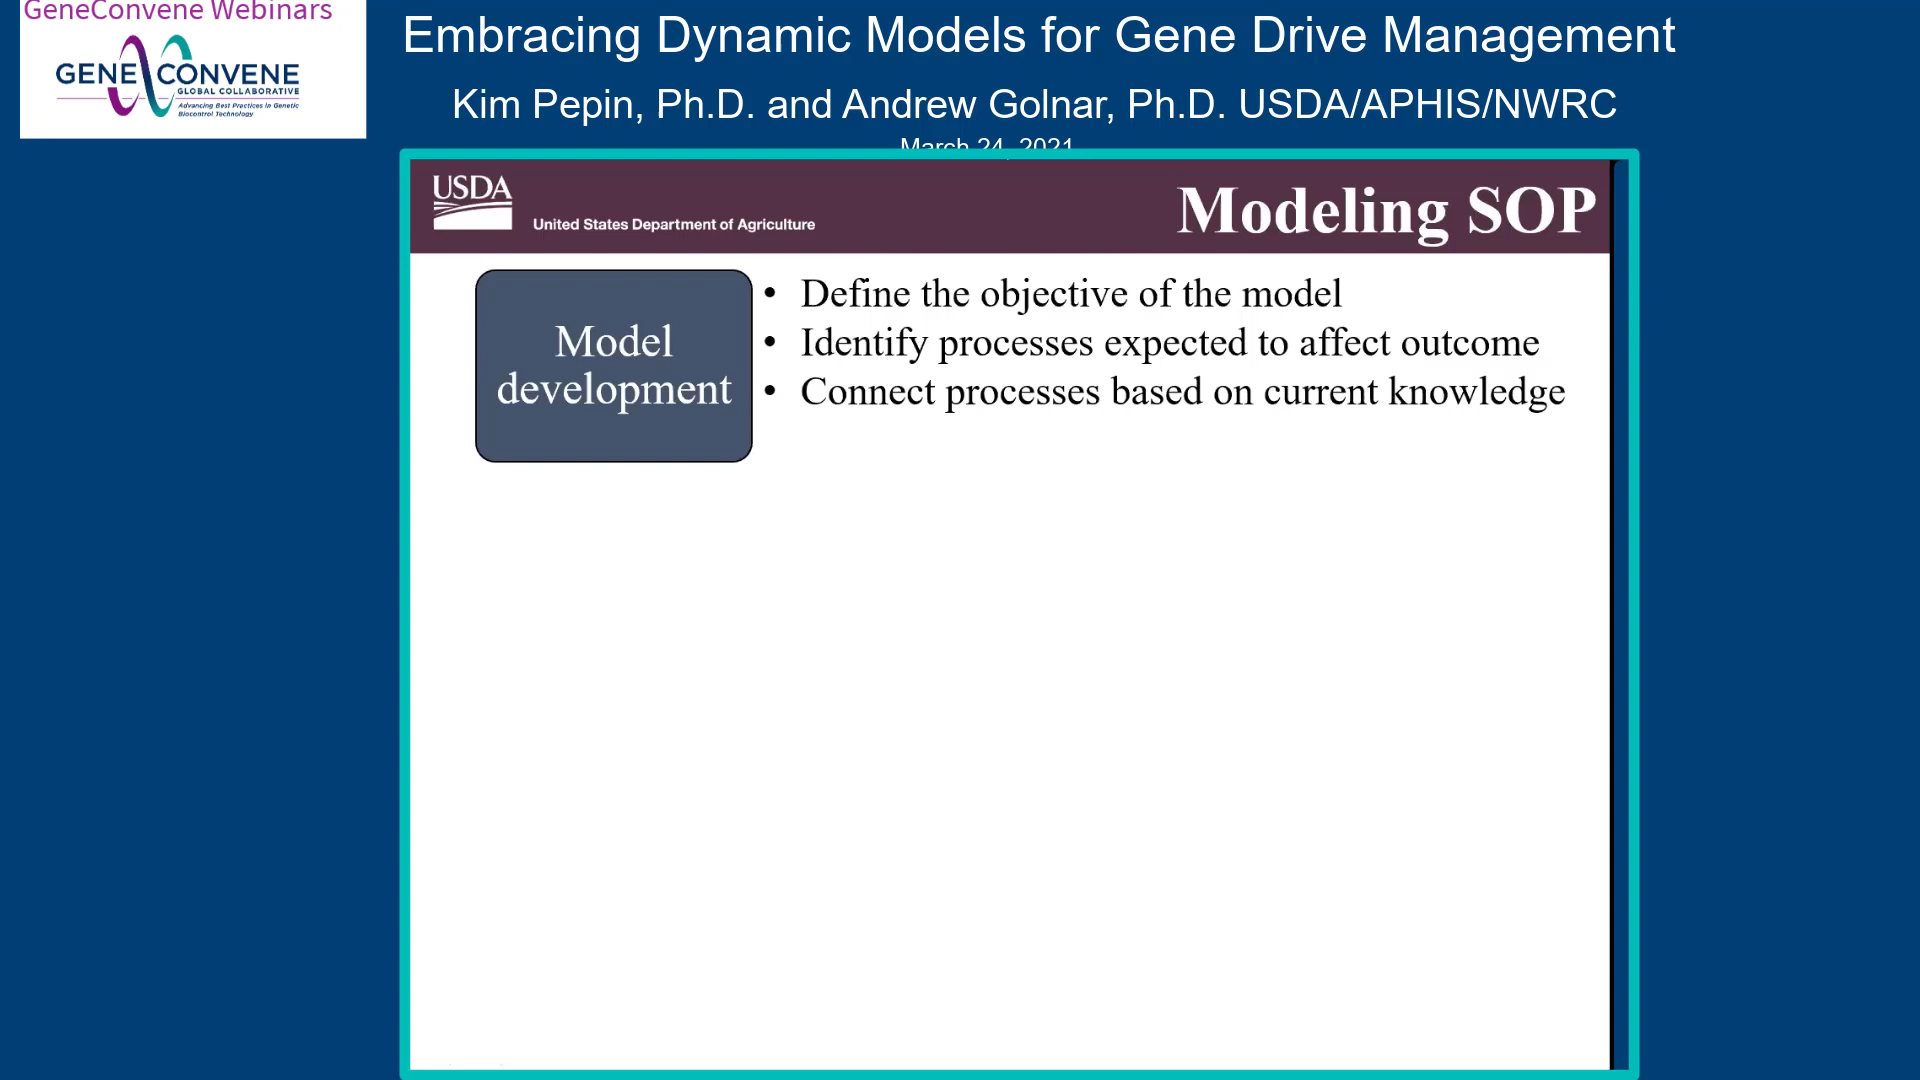 GeneConvene Webinars
GENE CONVENE
GLOBAL COLLABORATIVE
Advancing Best Practices in Genetic
Biocontrol Technology
Embracing Dynamic Models for Gene Drive Management
Kim Pepin, Ph.D. and Andrew Golnar, Ph.D. USDA/APHIS/NWRC
March 24, 2021
USDA
United States Department of Agriculture
Modeling SOP
Model
development
• Define the objective of the model
• Identify processes expected to affect outcome
• Connect processes based on current knowledge